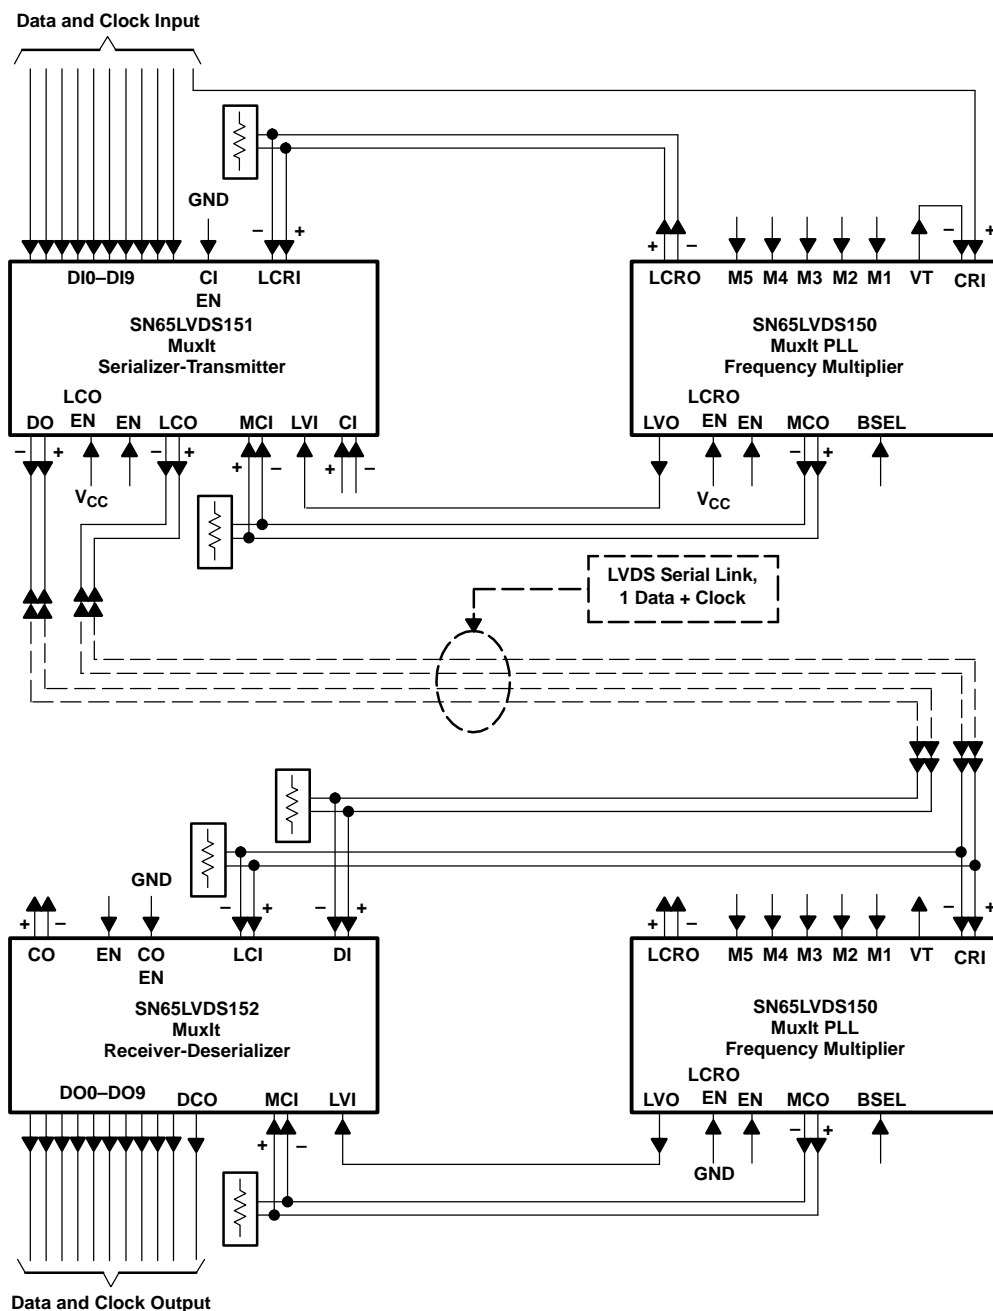 Data and Clock Input
GND
– +
+ –
– +
DI0–DI9 CI EN LCRI
LCRO M5 M4 M3 M2 M1 VT CRI
SN65LVDS151
MuxIt
Serializer-Transmitter
SN65LVDS150
MuxIt PLL
Frequency Multiplier
DO LCO EN EN LCO MCI LVI CI
LVO LCRO EN EN MCO BSEL
– +
– +
+ –
+ –
– +
VCC
VCC
LVDS Serial Link,
1 Data + Clock
GND
+ –
– +
– +
+ –
– +
CO EN CO EN LCI DI
LCRO M5 M4 M3 M2 M1 VT CRI
SN65LVDS152
MuxIt
Receiver-Deserializer
SN65LVDS150
MuxIt PLL
Frequency Multiplier
DO0–DO9 DCO MCI LVI
LVO LCRO EN EN MCO BSEL
+ –
– +
GND
Data and Clock Output